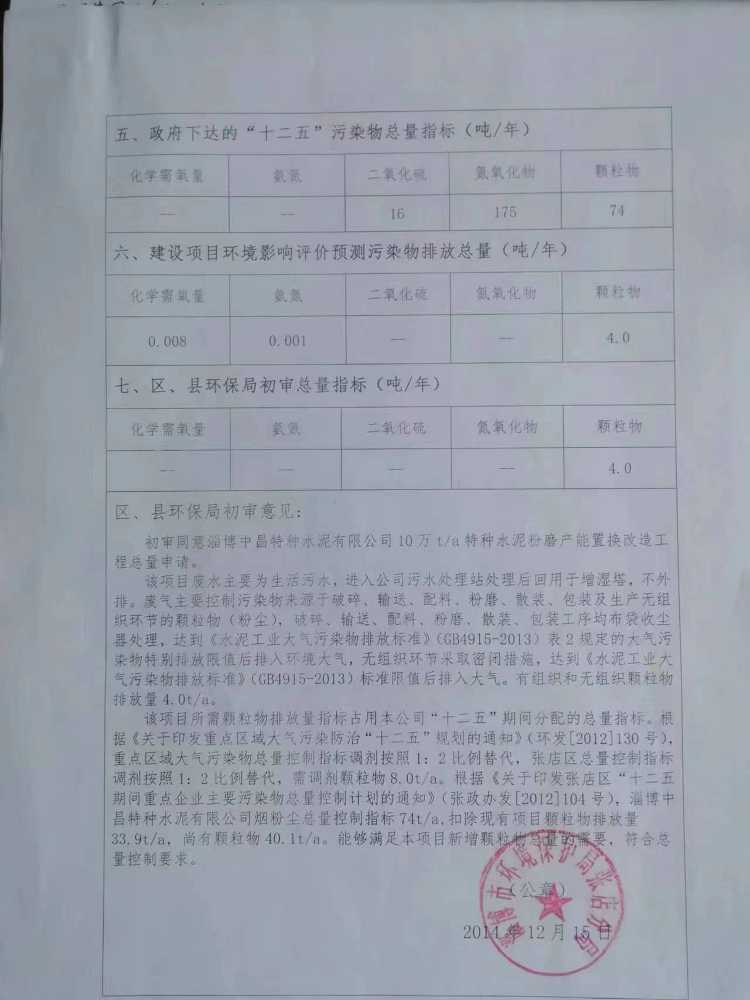 五、政府下达的“十二五”污染物总量指标（吨/年）
化学需氧量 氨氮 二氧化硫 氮氧化物 颗粒物
-- -- 16 175 74
六、建设项目环境影响评价预测污染物排放总量（吨/年）
化学需氧量 氨氮 二氧化硫 氮氧化物 颗粒物
0.008 0.001 -- -- 4.0
七、区、县环保局初审总量指标（吨/年）
化学需氧量 氨氮 二氧化硫 氮氧化物 颗粒物
-- -- -- -- 4.0
区、县环保局初审意见：
初审同意淄博中昌特种水泥有限公司10万t/a特种水泥粉磨产能置换改造工
程总量申请。
该项目废水主要为生活污水，进入公司污水处理站处理后回用于增湿塔，不外
排。废气主要控制污染物来源于破碎、输送、配料、粉磨、散装、包装及生产无组
织环节的颗粒物（粉尘），破碎、输送、配料、粉磨、散装、包装工序均布袋收尘
器处理，达到《水泥工业大气污染物排放标准》（GB4915-2013）表2规定的大气污
染物特别排放限值后排入环境大气，无组织环节采取密闭措施，达到《水泥工业大
气污染物排放标准》（GB4915-2013）标准限值后排入大气。有组织和无组织颗粒物
排放量4.0t/a。
该项目所需颗粒物排放量指标占用本公司“十二五”期间分配的总量指标。根
据《关于印发重点区域大气污染防治“十二五”规划的通知》（环发[2012]130号），
重点区域大气污染物总量控制指标调剂按照1：2比例替代，张店区总量控制指标
调剂按照1：2比例替代，需调剂颗粒物8.0t/a。根据《关于印发张店区“十二五
期间重点企业主要污染物总量控制计划的通知》（张政办发[2012]104号），淄博中
昌特种水泥有限公司烟粉尘总量控制指标74t/a,扣除现有项目颗粒物排放量
33.9t/a，尚有颗粒物40.1t/a。能够满足本项目新增颗粒物总量的需要，符合总
量控制要求。
淄博市环境保护局张店分局
（公章）
2014年12月15日